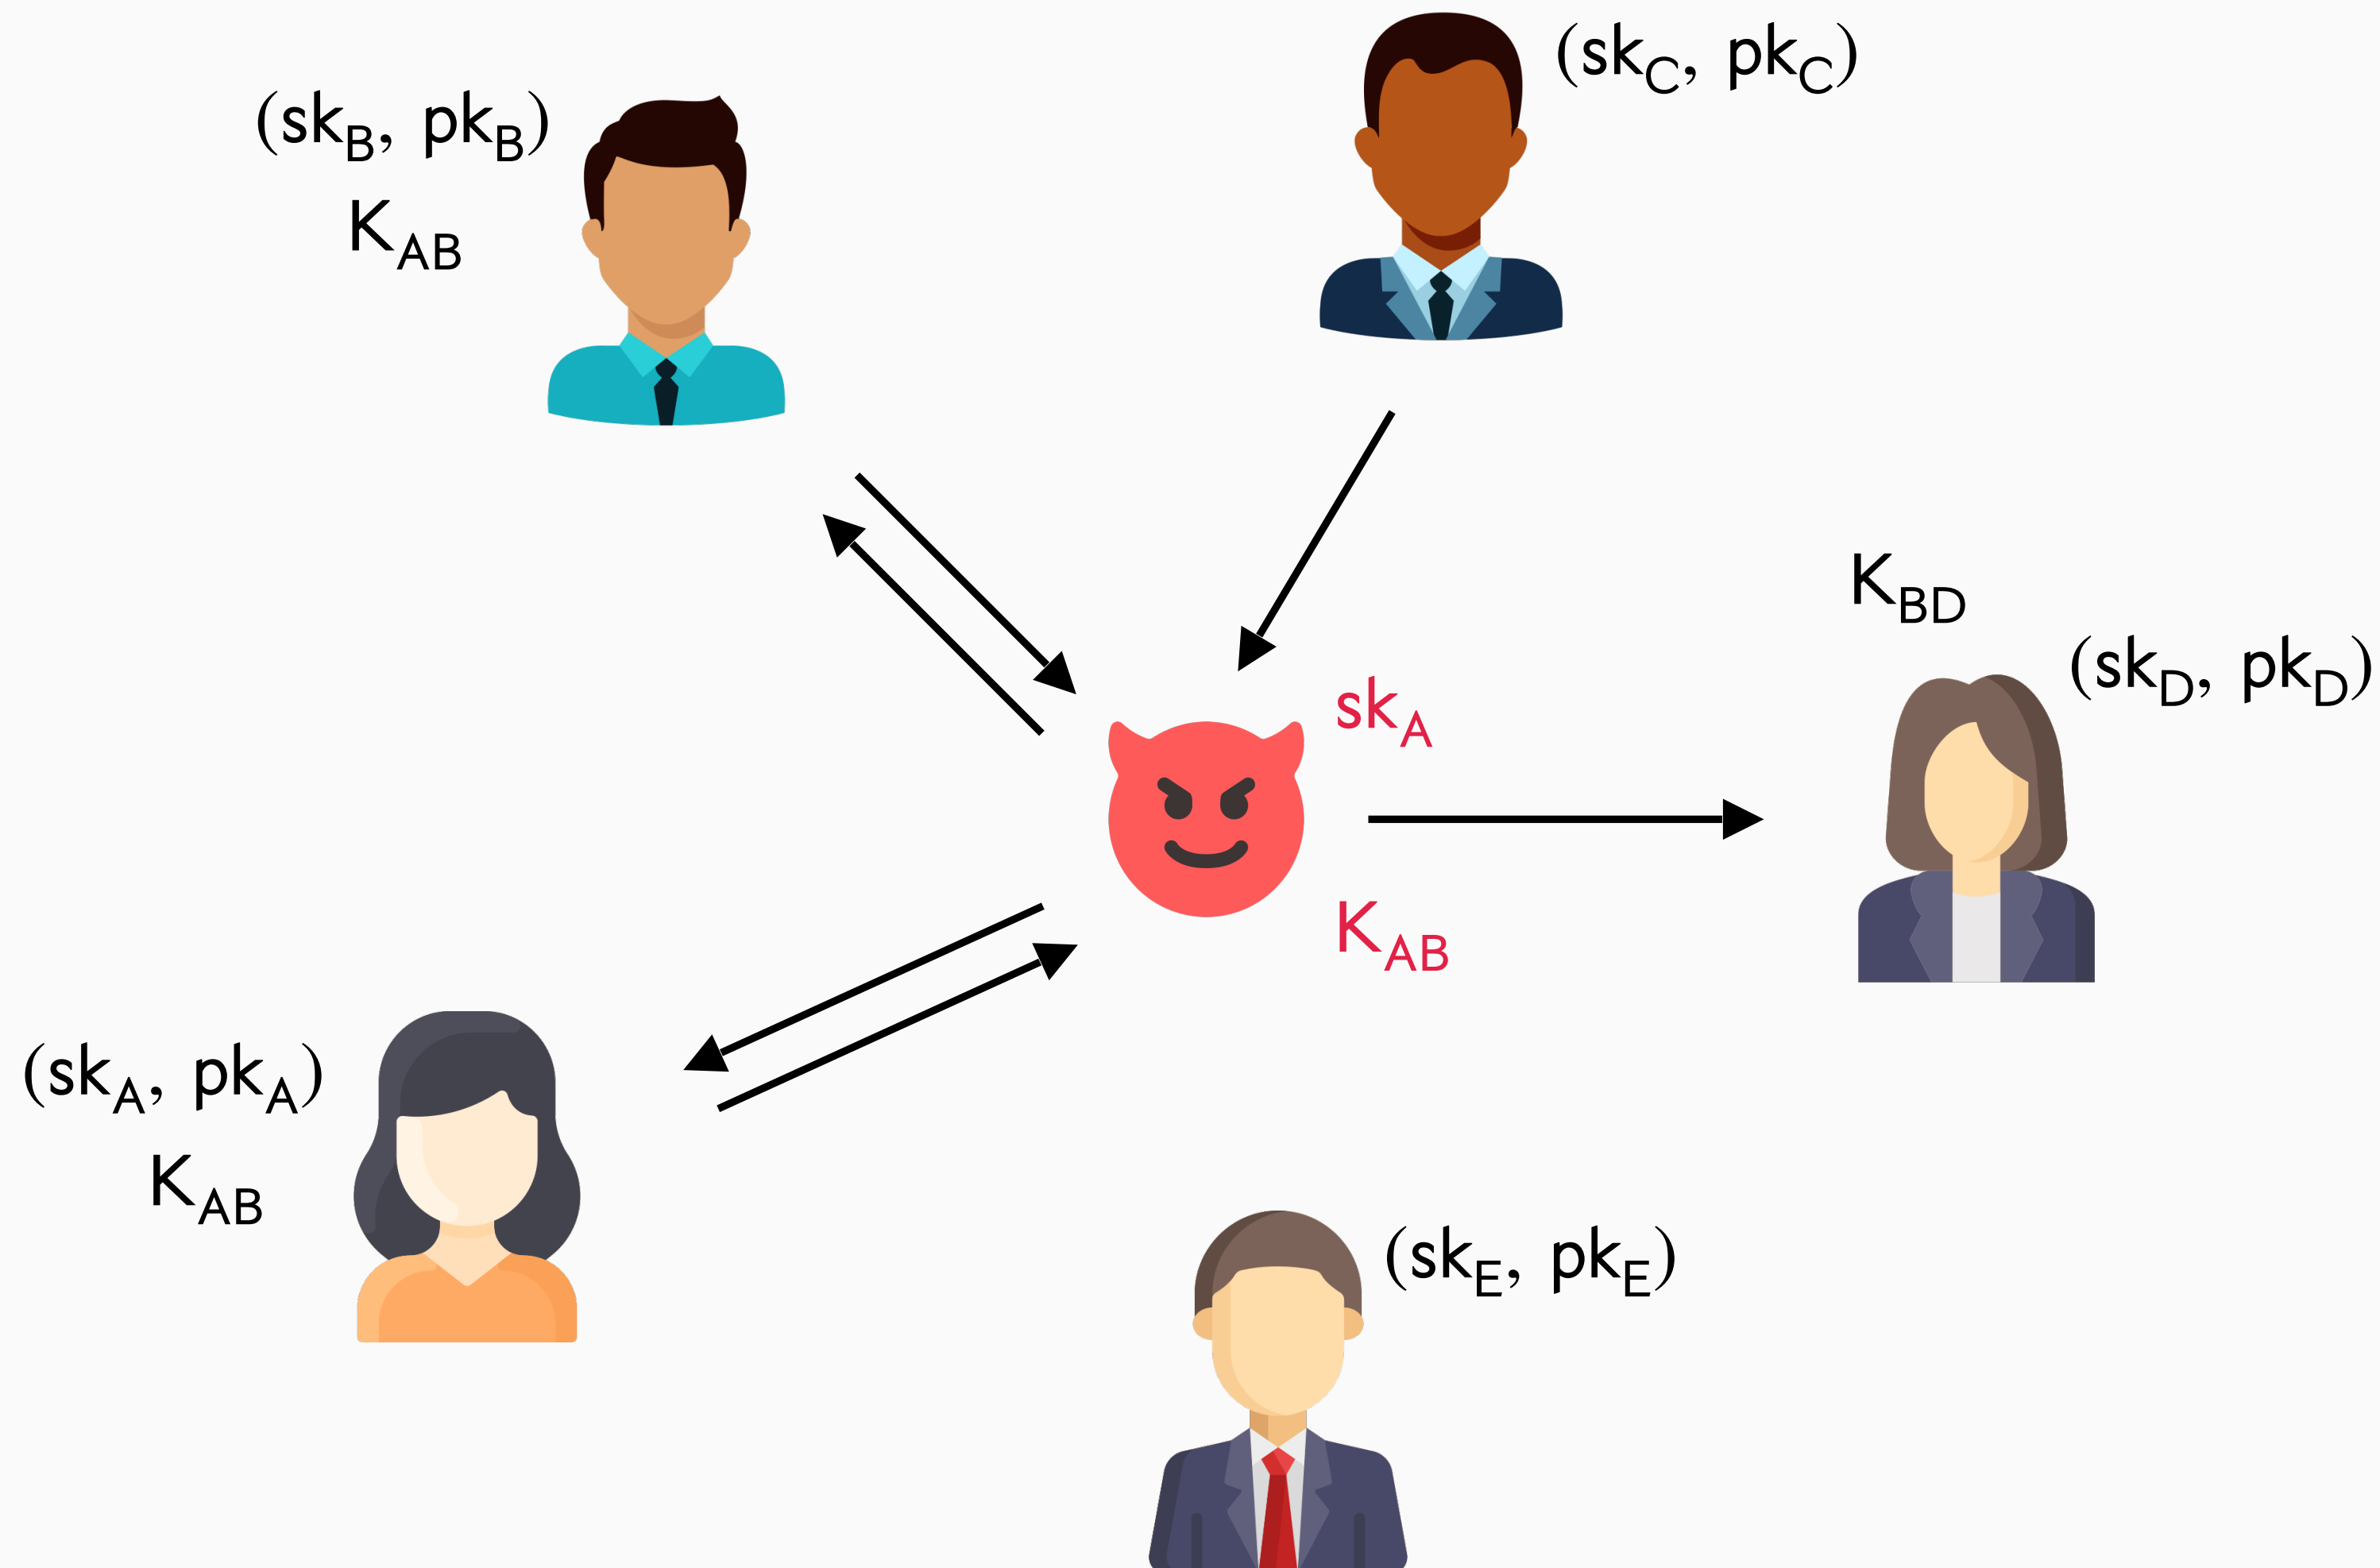 (sk_C, pk_C)
(sk_B, pk_B)
K_AB
K_BD
(sk_D, pk_D)
sk_A
K_AB
(sk_A, pk_A)
K_AB
(sk_E, pk_E)